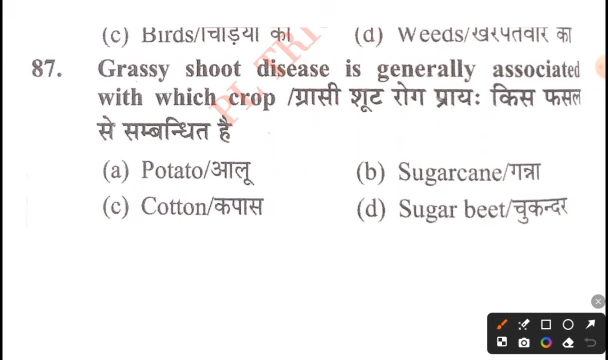 (c) Birds/चिड़ियों का (d) Weeds/खरपतवार का
87. Grassy shoot disease is generally associated
with which crop /ग्रासी शूट रोग प्रायः किस फसल
से सम्बन्धित है
(a) Potato/आलू (b) Sugarcane/गन्ना
(c) Cotton/कपास (d) Sugar beet/चुकन्दर